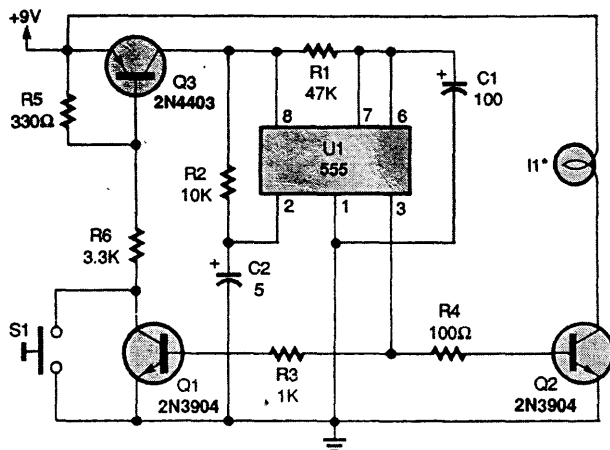 +9V
Q3
2N4403
R5
330Ω
R1
47K
C1
100
+
8
7
6
U1
555
2
1
3
R2
10K
I1*
R6
3.3K
+
C2
5
S1
R4
100Ω
R3
1K
Q1
2N3904
Q2
2N3904